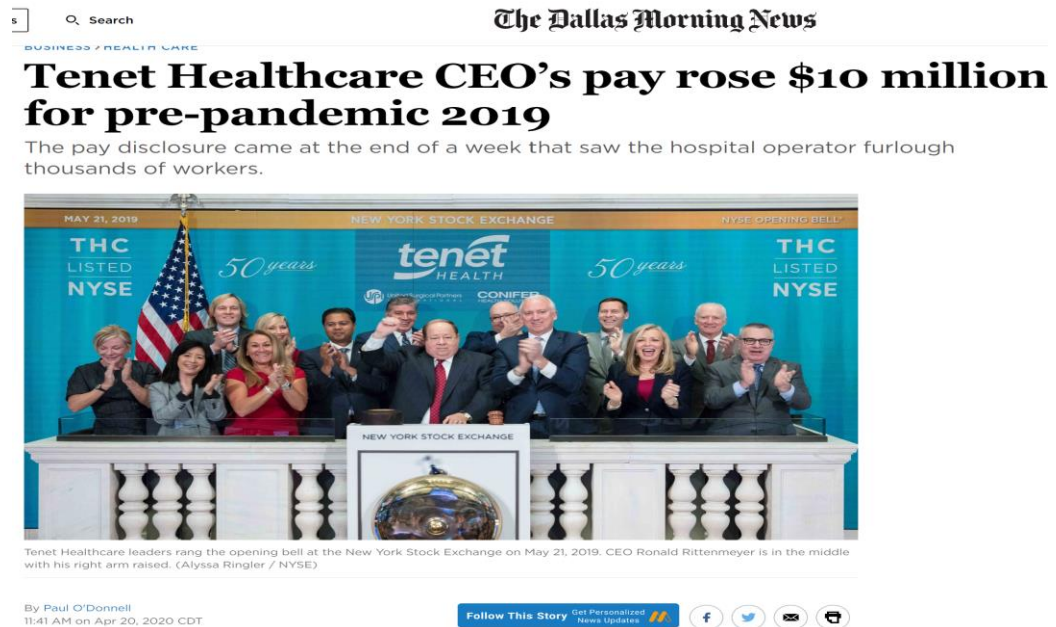 s
Search
The Dallas Morning News
BUSINESS / HEALTH CARE
Tenet Healthcare CEO’s pay rose $10 million
for pre-pandemic 2019
The pay disclosure came at the end of a week that saw the hospital operator furlough
thousands of workers.
MAY 21, 2019
NEW YORK STOCK EXCHANGE
NYSE OPENING BELL
THC
LISTED
NYSE
50 years
tenet
HEALTH
United Surgical Partners
CONIFER
50 years
THC
LISTED
NYSE
NEW YORK STOCK EXCHANGE
Tenet Healthcare leaders rang the opening bell at the New York Stock Exchange on May 21, 2019. CEO Ronald Rittenmeyer is in the middle
with his right arm raised. (Alyssa Ringler / NYSE)
By Paul O'Donnell
11:41 AM on Apr 20, 2020 CDT
Follow This Story
Get Personalized
News Updates
f